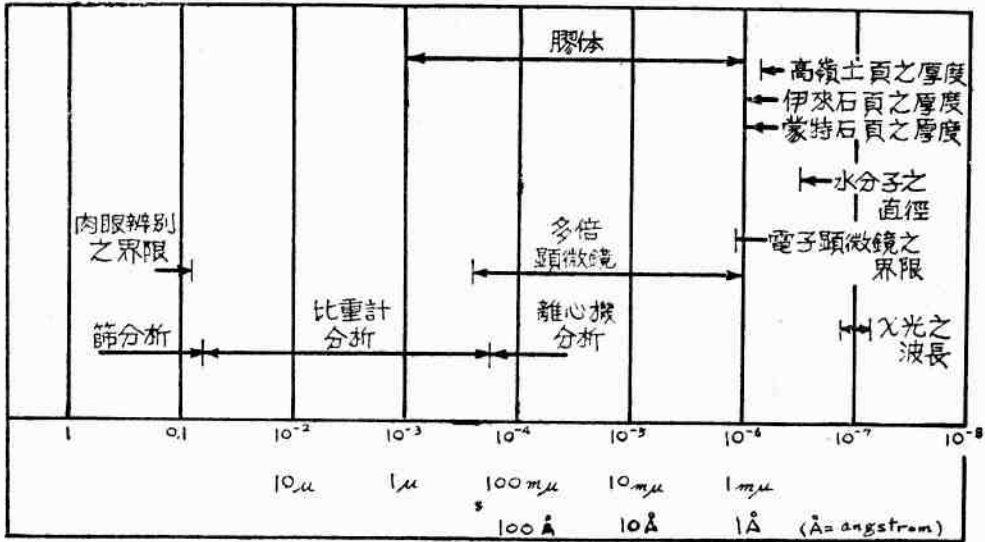 膠体
高嶺土頁之厚度
伊來石頁之厚度
蒙特石頁之厚度
水分子之
直徑
肉眼辨别
之界限
多倍
顯微鏡
電子顯微鏡之
界限
比重計
分析
離心機
分析
篩分析
χ光之
波長
1 0.1 10⁻² 10⁻³ 10⁻⁴ 10⁻⁵ 10⁻⁶ 10⁻⁷ 10⁻⁸
10μ 1μ 100mμ 10mμ 1mμ
100Å 10Å 1Å (Å=angstrom)